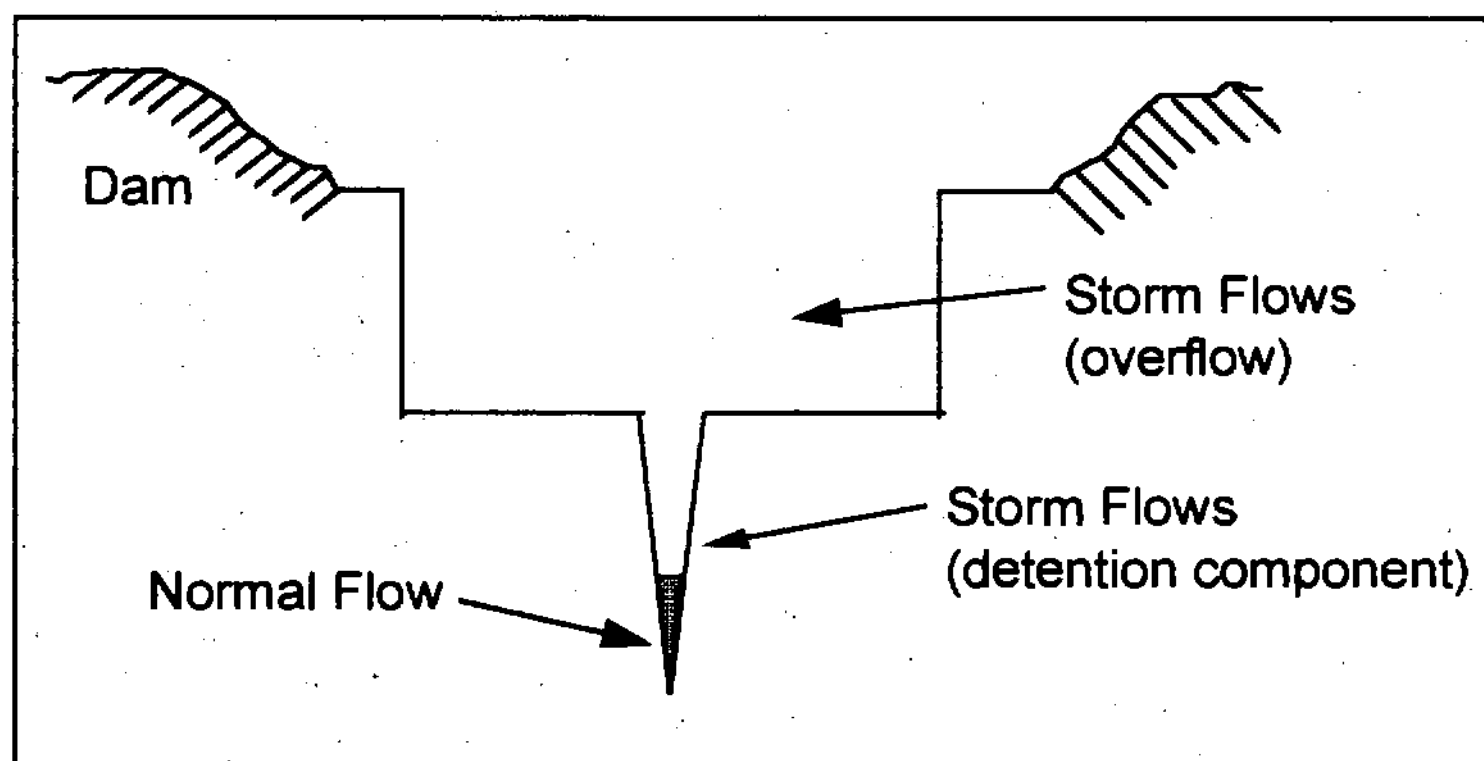 Dam
Storm Flows
(overflow)
Storm Flows
(detention component)
Normal Flow